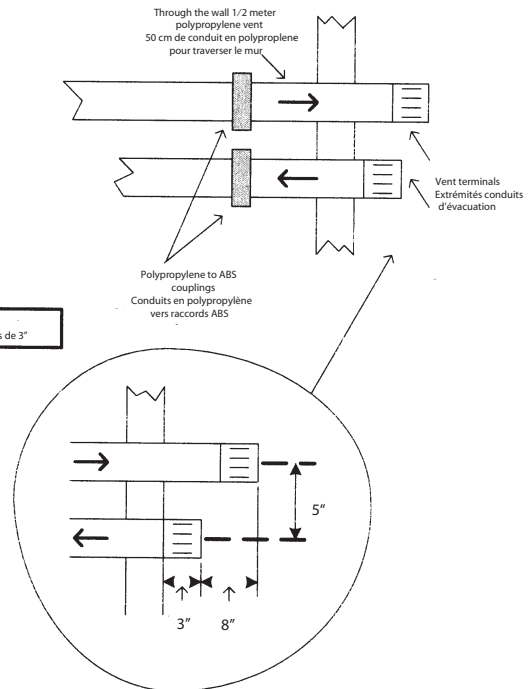 Through the wall 1/2 meter
polypropylene vent
50 cm de conduit en polyproplene
pour traverser le mur
Vent terminals
Extrémités conduits
d'évacuation
Polypropylene to ABS
couplings
Conduits en polypropylène
vers raccords ABS
s de 3"
5"
3" 8"